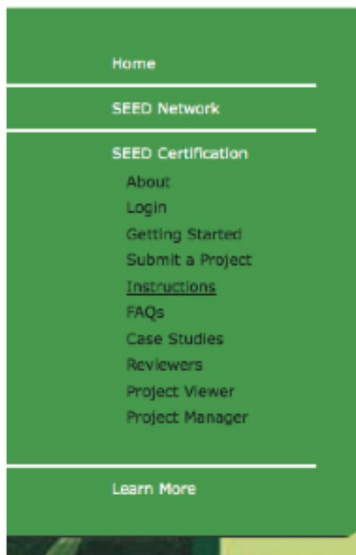 Home
SEED Network
SEED Certification
About
Login
Getting Started
Submit a Project
Instructions
FAQs
Case Studies
Reviewers
Project Viewer
Project Manager
Learn More